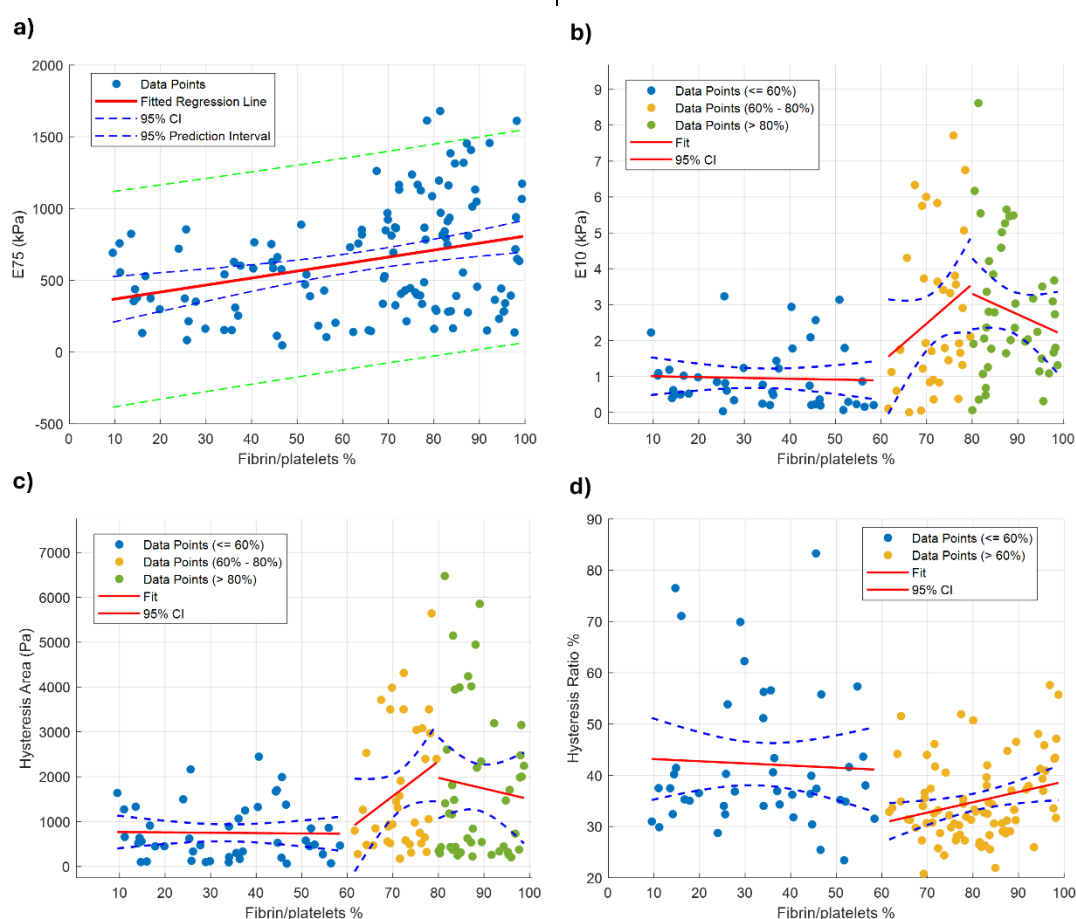 a)
2000
1500
1000
500
0
-500
E75 (kPa)
Data Points
Fitted Regression Line
95% CI
95% Prediction Interval
0 10 20 30 40 50 60 70 80 90 100
Fibrin/platelets %
b)
9
8
7
6
5
4
3
2
1
0
E10 (kPa)
Data Points (<= 60%)
Data Points (60% - 80%)
Data Points (> 80%)
Fit
95% CI
10 20 30 40 50 60 70 80 90 100
Fibrin/platelets %
c)
7000
6000
5000
4000
3000
2000
1000
0
Hysteresis Area (Pa)
Data Points (<= 60%)
Data Points (60% - 80%)
Data Points (> 80%)
Fit
95% CI
10 20 30 40 50 60 70 80 90 100
Fibrin/platelets %
d)
90
80
70
60
50
40
30
20
Hysteresis Ratio %
Data Points (<= 60%)
Data Points (> 60%)
Fit
95% CI
0 10 20 30 40 50 60 70 80 90 100
Fibrin/platelets %